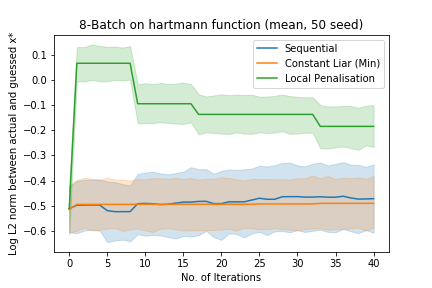 8-Batch on hartmann function (mean, 50 seed)
Log L2 norm between actual and guessed x*
0.1
0.0
−0.1
−0.2
−0.3
−0.4
−0.5
−0.6
Sequential
Constant Liar (Min)
Local Penalisation
0 5 10 15 20 25 30 35 40
No. of Iterations